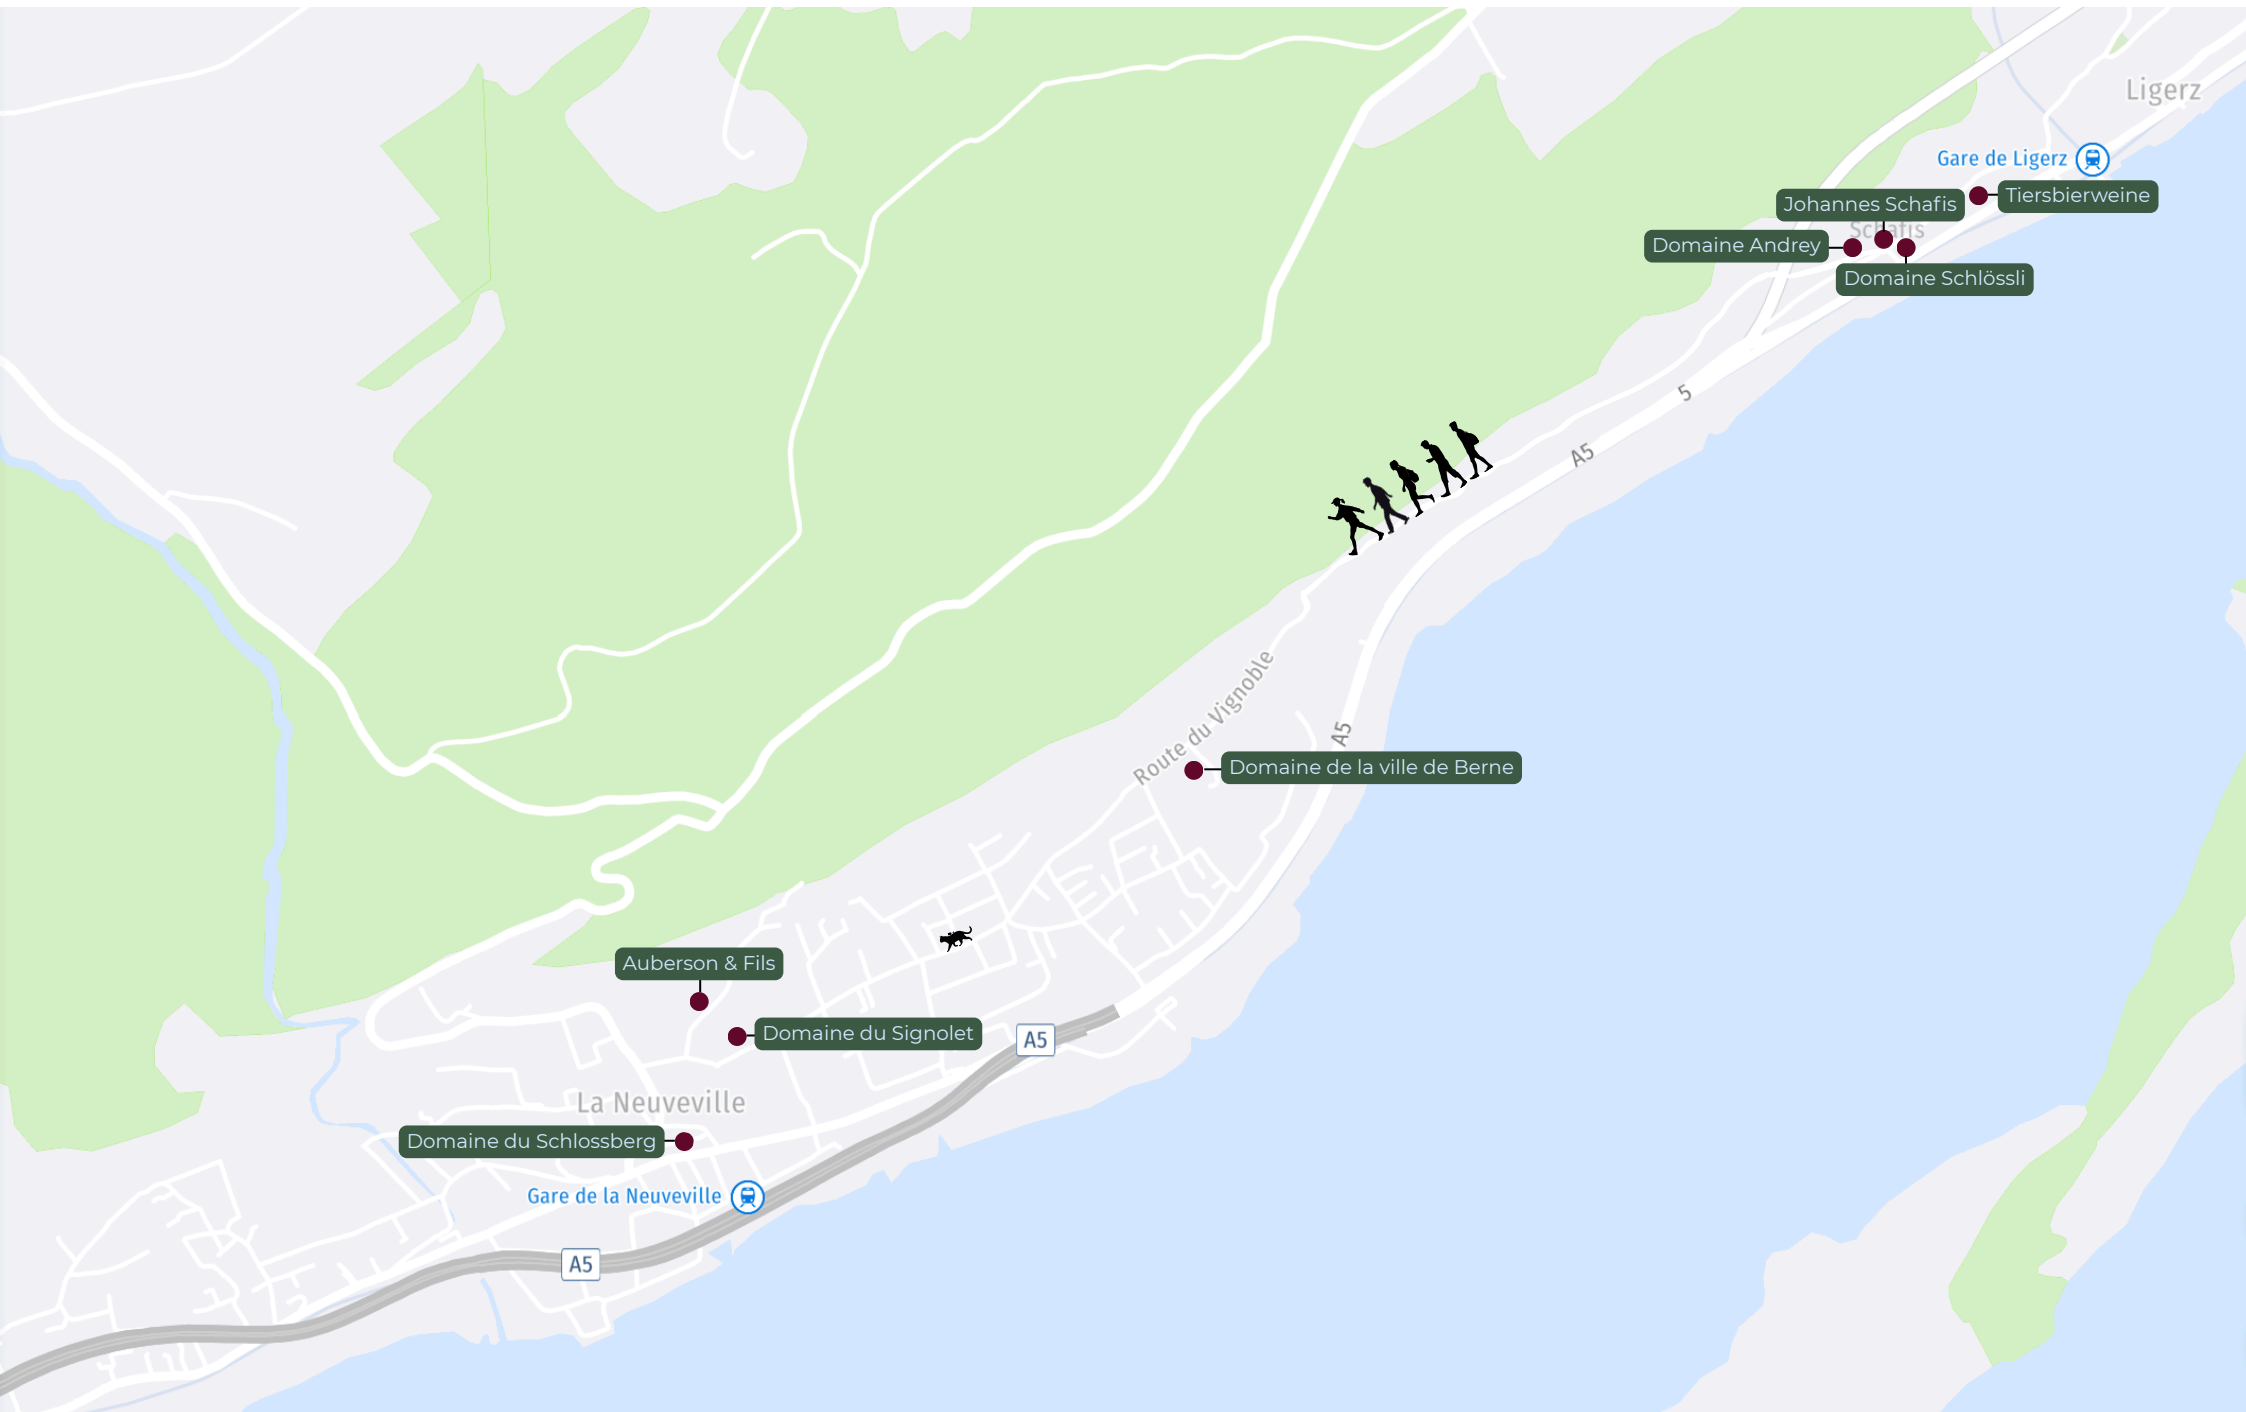 Ligerz
Gare de Ligerz
Tiersbierweine
Johannes Schafis
Schafis
Domaine Andrey
Domaine Schlössli
5
A5
Route du Vignoble
A5
Domaine de la ville de Berne
Auberson & Fils
Domaine du Signolet
A5
La Neuveville
Domaine du Schlossberg
Gare de la Neuveville
A5